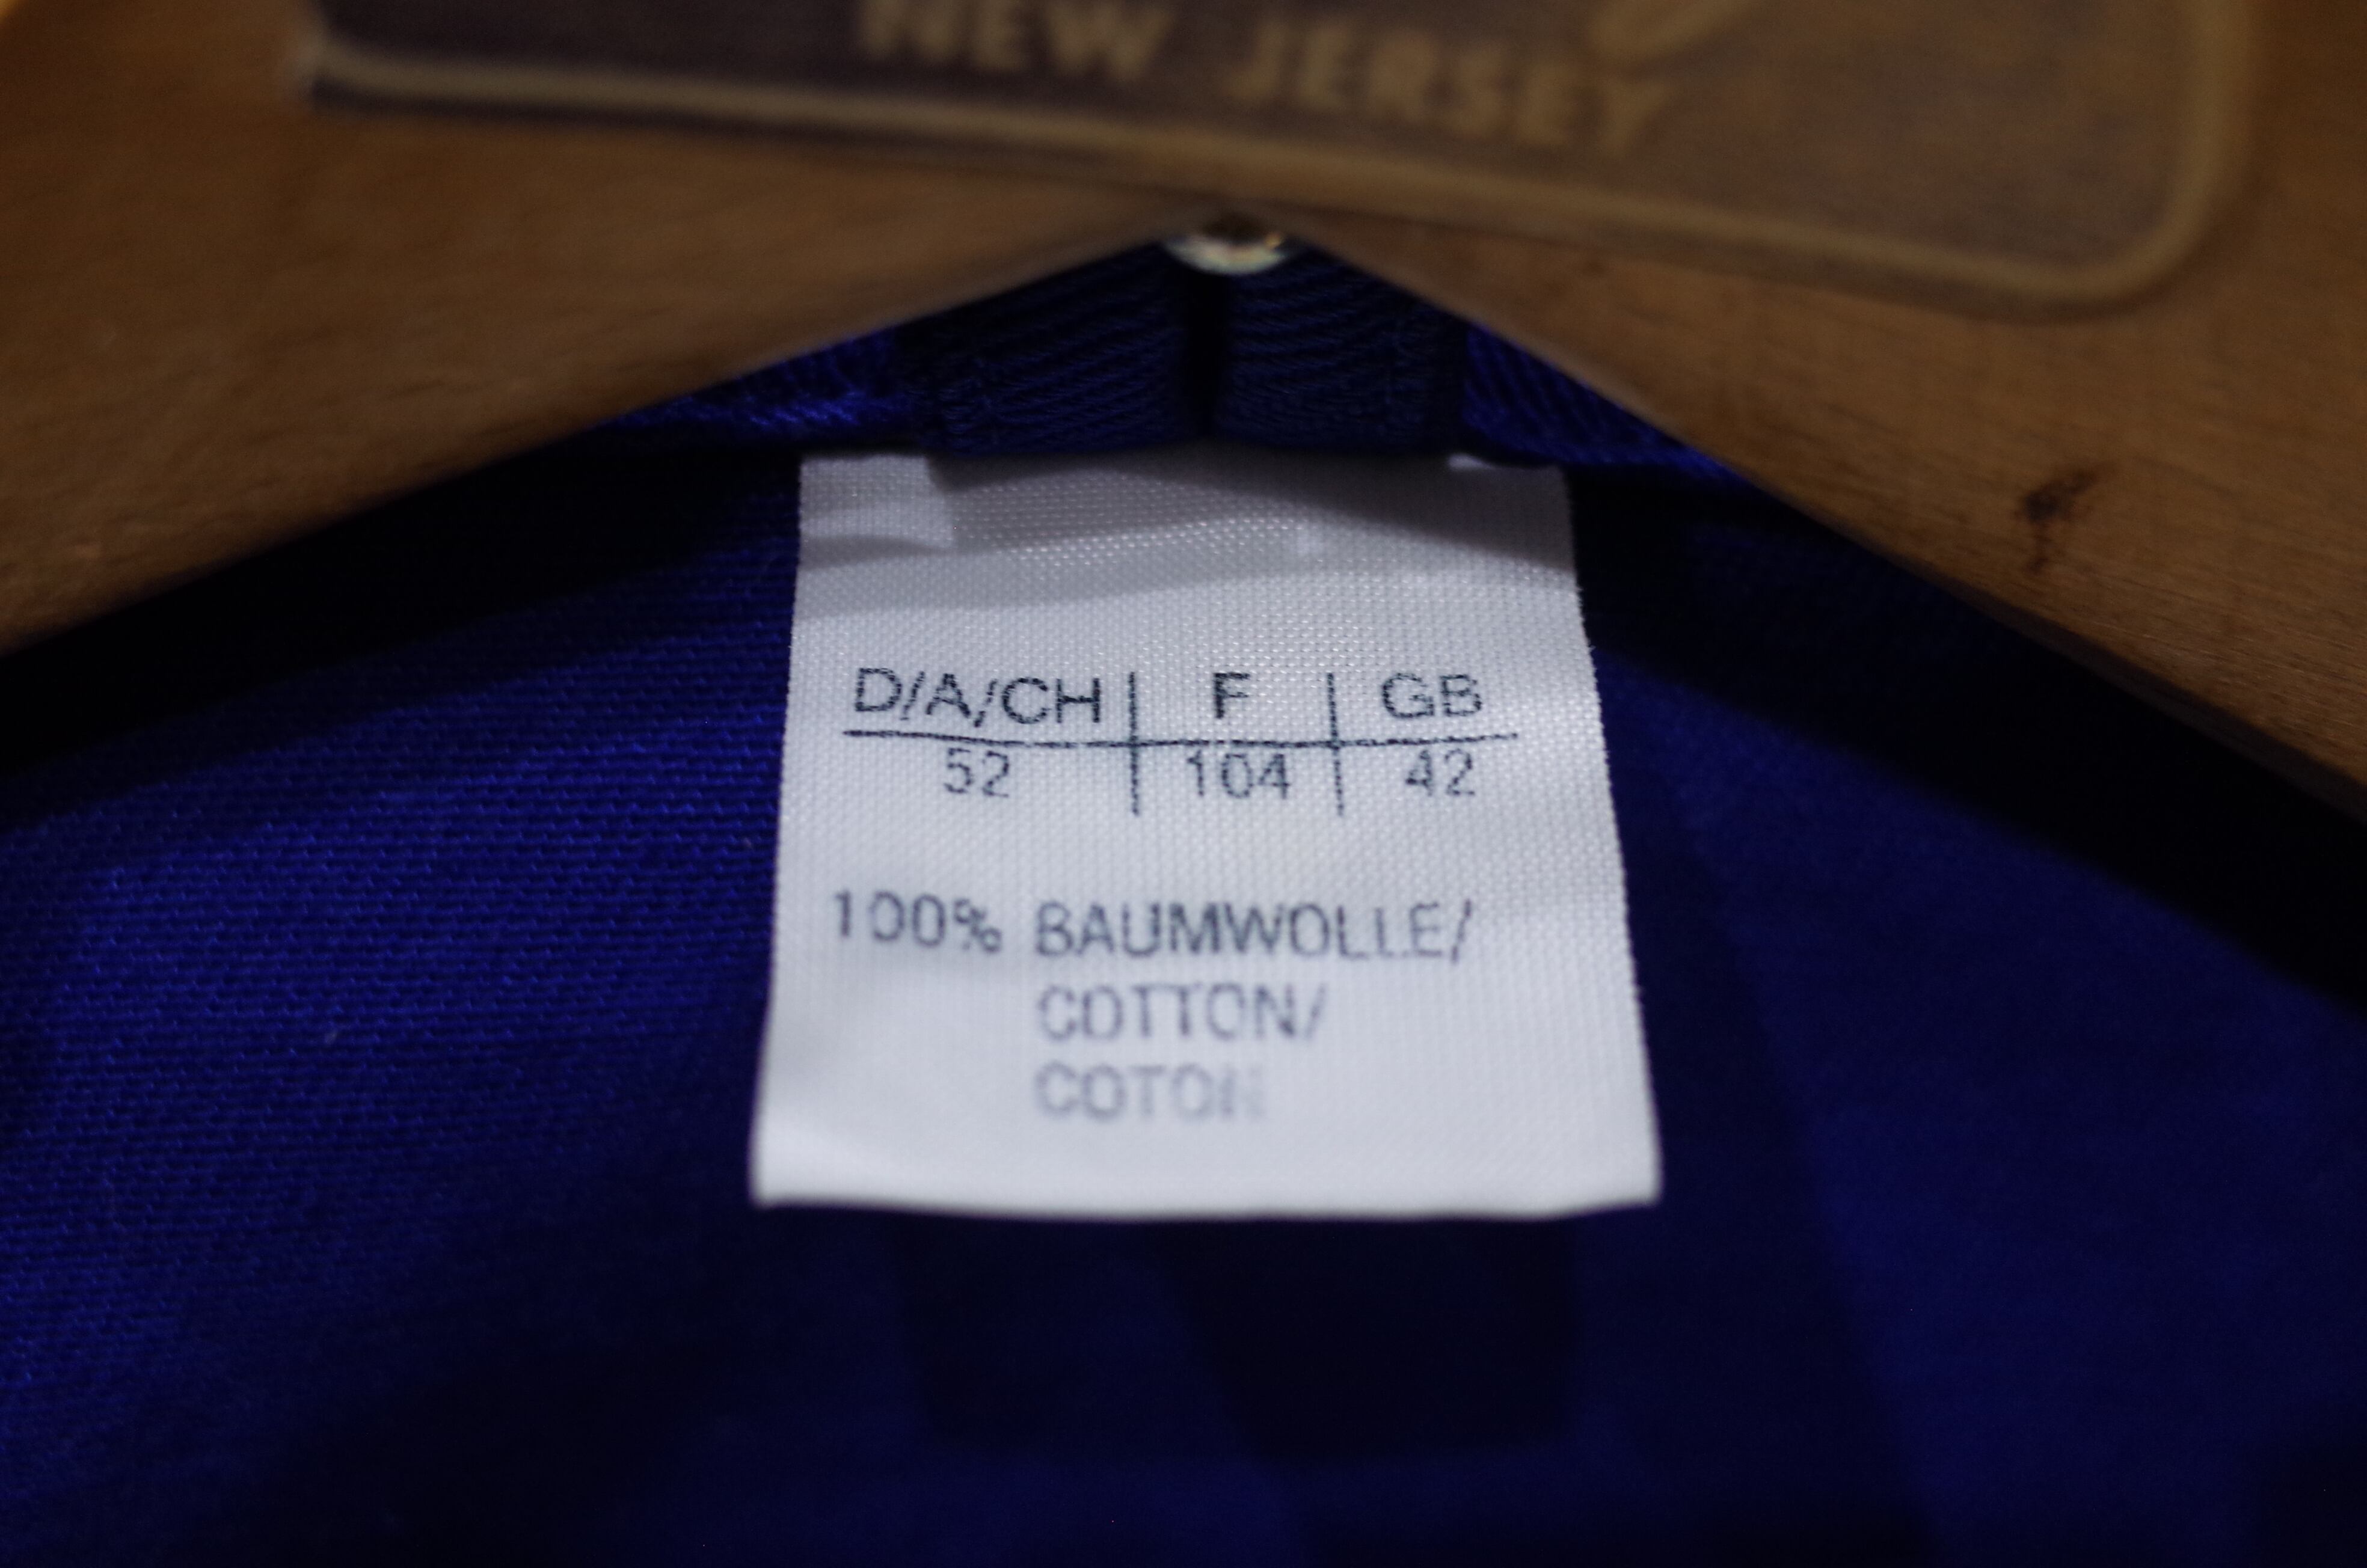 NEW JERSEY
D/A/CH | F | GB
52 | 104 | 42
100% BAUMWOLLE/
COTTON/
COTON